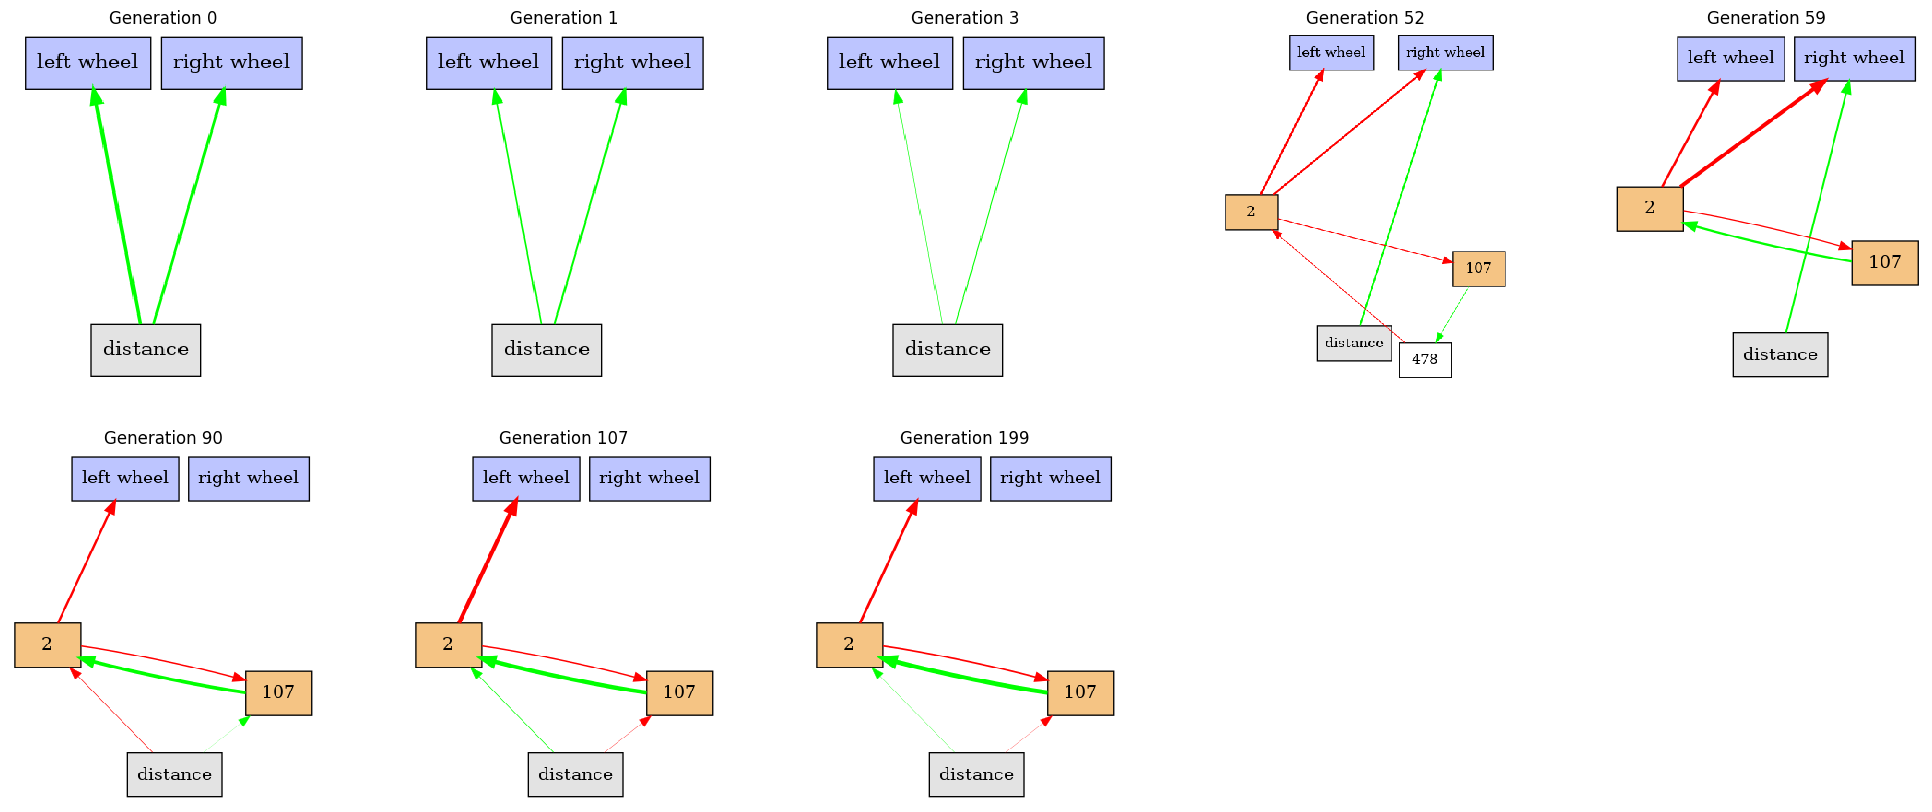 Generation 0
left wheel
right wheel
distance
Generation 1
left wheel
right wheel
distance
Generation 3
left wheel
right wheel
distance
Generation 52
left wheel
right wheel
2
107
distance
478
Generation 59
left wheel
right wheel
2
107
distance
Generation 90
left wheel
right wheel
2
107
distance
Generation 107
left wheel
right wheel
2
107
distance
Generation 199
left wheel
right wheel
2
107
distance